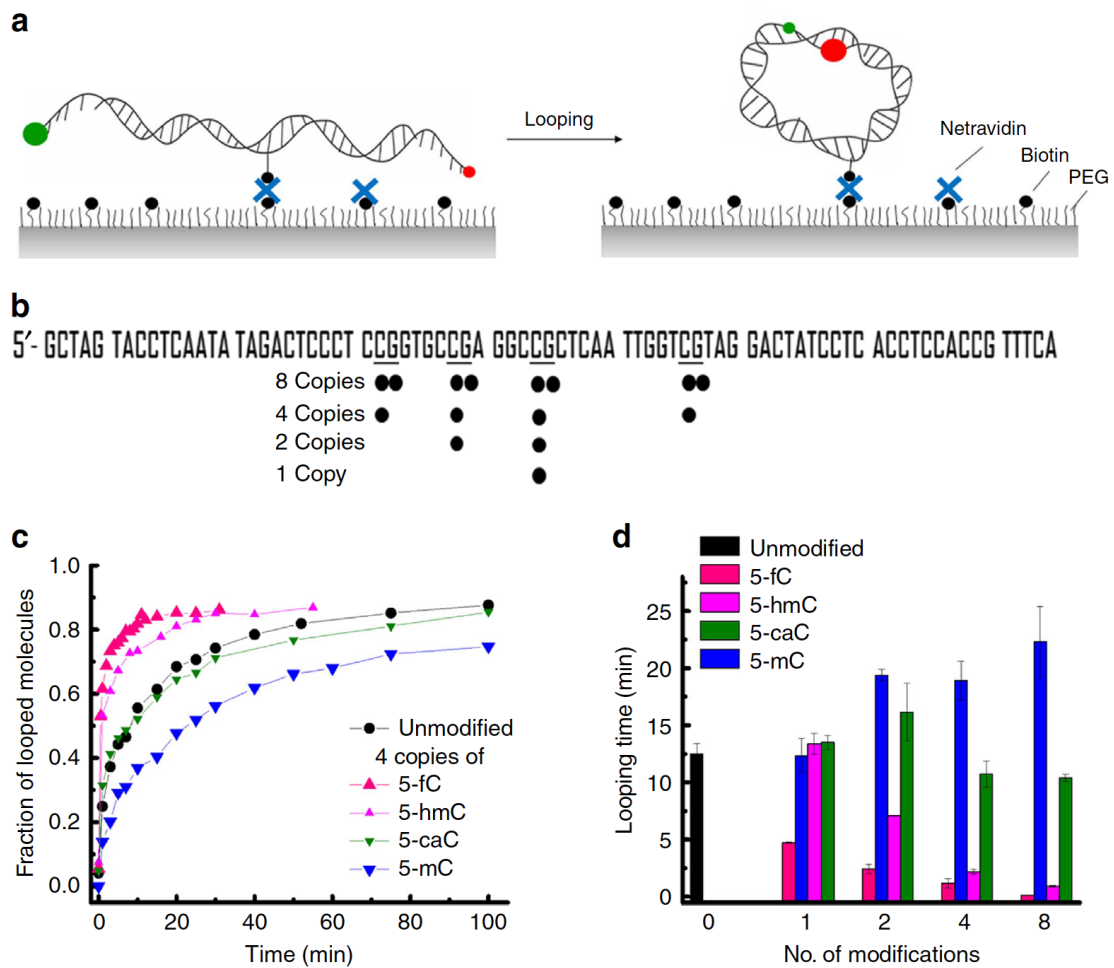 a
Looping
Netravidin
Biotin
PEG
b
5′- GCTAG TACCTCAATA TAGACTCCCT CCGGTGCCGA GGCCGCTCAA TTGGTCGTAG GACTATCCTC ACCTCCACCG TTTCA
8 Copies
4 Copies
2 Copies
1 Copy
c
Fraction of looped molecules
1.0
0.8
0.6
0.4
0.2
0.0
0 20 40 60 80 100
Time (min)
Unmodified
4 copies of
5-fC
5-hmC
5-caC
5-mC
d
Unmodified
5-fC
5-hmC
5-caC
5-mC
Looping time (min)
25
20
15
10
5
0
0 1 2 4 8
No. of modifications